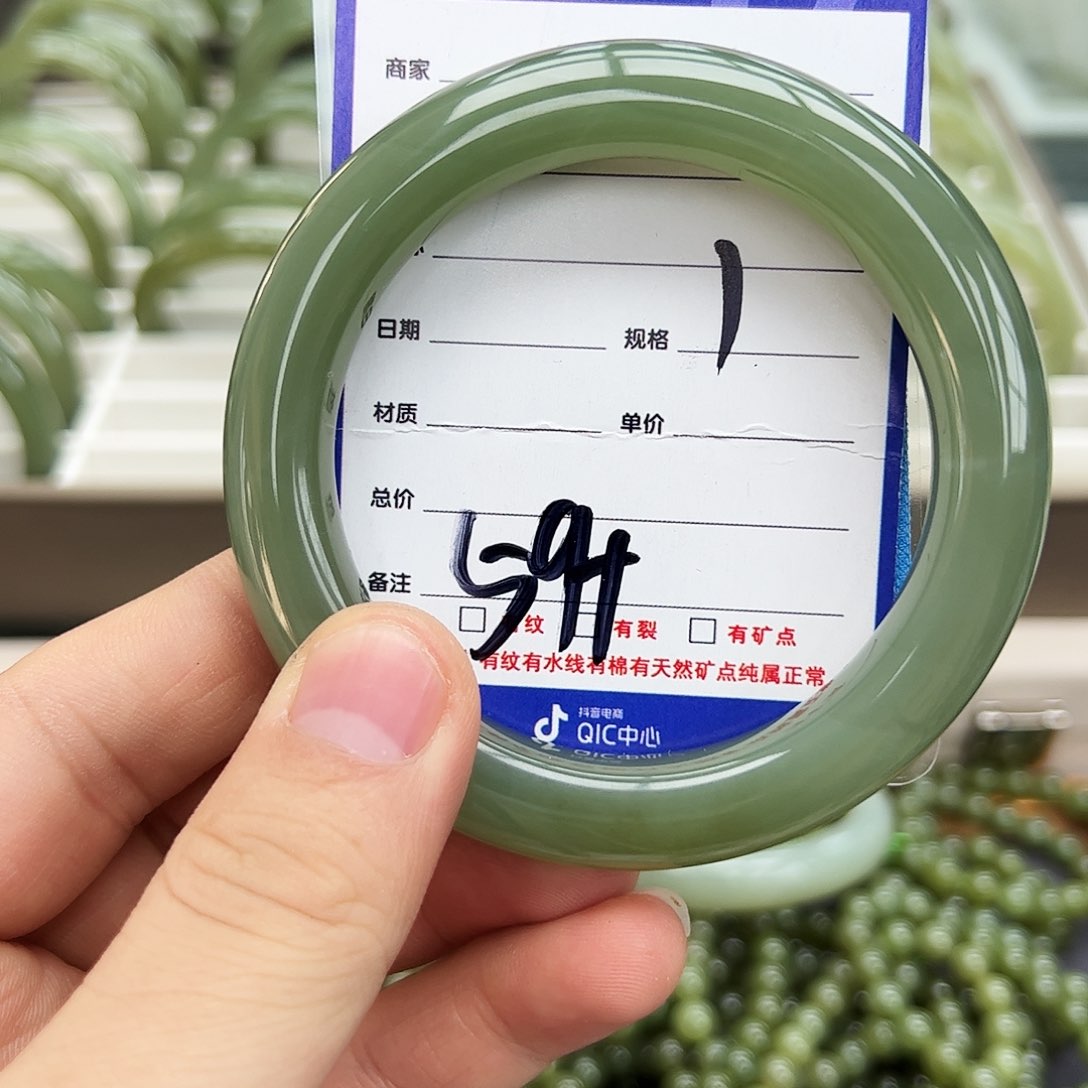 商家
日期 规格 1
材质 单价
总价
备注 594
有纹 有裂 有矿点
有纹有水线有棉有天然矿点纯属正常
抖音电商
QIC中心